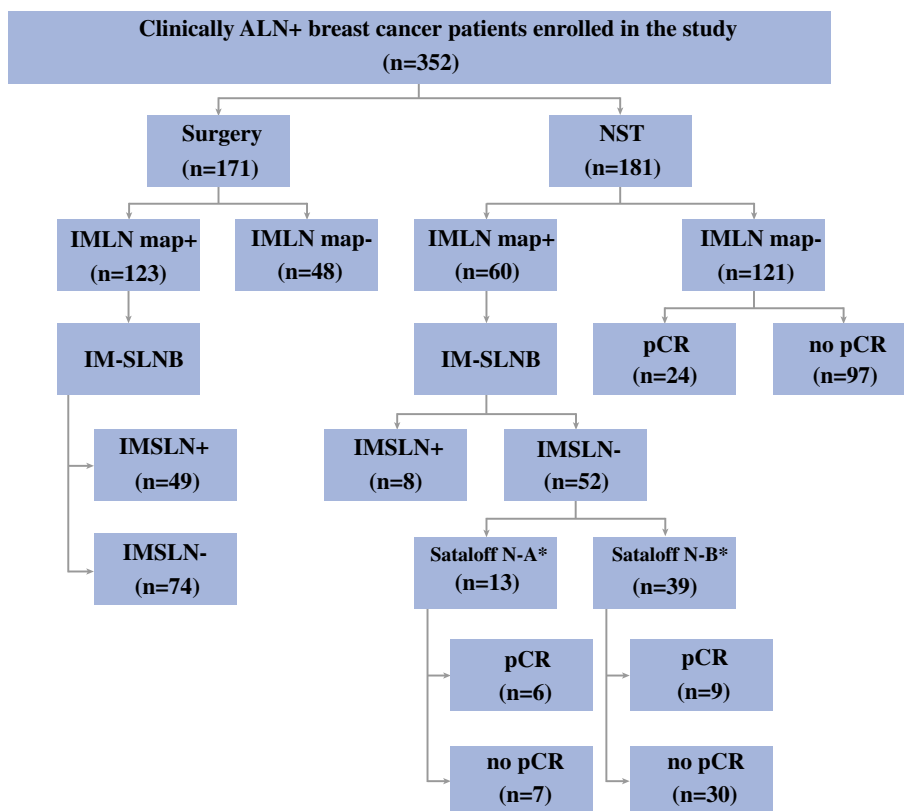 Clinically ALN+ breast cancer patients enrolled in the study
(n=352)
Surgery
(n=171)
NST
(n=181)
IMLN map+
(n=123)
IMLN map-
(n=48)
IMLN map+
(n=60)
IMLN map-
(n=121)
IM-SLNB
IM-SLNB
pCR
(n=24)
no pCR
(n=97)
IMSLN+
(n=49)
IMSLN-
(n=74)
IMSLN+
(n=8)
IMSLN-
(n=52)
Sataloff N-A*
(n=13)
Sataloff N-B*
(n=39)
pCR
(n=6)
no pCR
(n=7)
pCR
(n=9)
no pCR
(n=30)